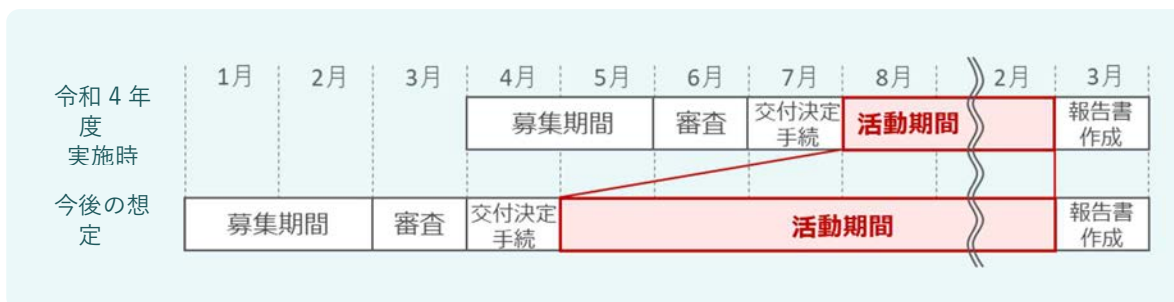 1月 2月 3月 4月 5月 6月 7月 8月 2月 3月
令和4年
度
実施時
募集期間 審査 交付決定
手続 活動期間 報告書
作成
今後の想
定
募集期間 審査 交付決定
手続 活動期間 報告書
作成